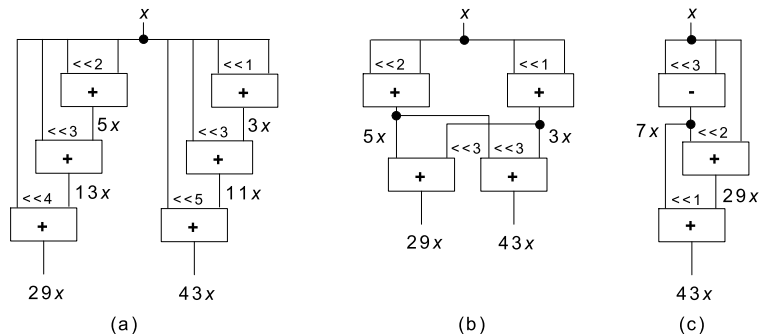 x x x
<<2 <<1 <<2 <<1 <<3
+ + + + -
5x 3x 5x 3x 7x
<<3 <<3 <<3 <<3 <<2
+ + + + +
13x 11x 29x
<<4 <<5 <<1
+ + +
29x 43x
29x 43x 43x
(a) (b) (c)